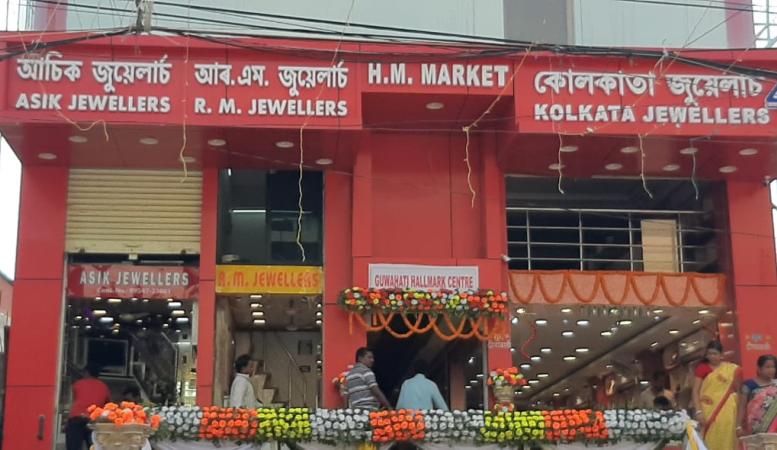 আচিক জুয়েলাৰ্চ
ASIK JEWELLERS
আৰ.এম. জুয়েলাৰ্চ
R. M. JEWELLERS
H.M. MARKET
কোলকাতা জুয়েলাৰ্চ
KOLKATA JEWELLERS
ASIK JEWELLERS
R. M. JEWELLERS
GUWAHATI HALLMARK CENTRE